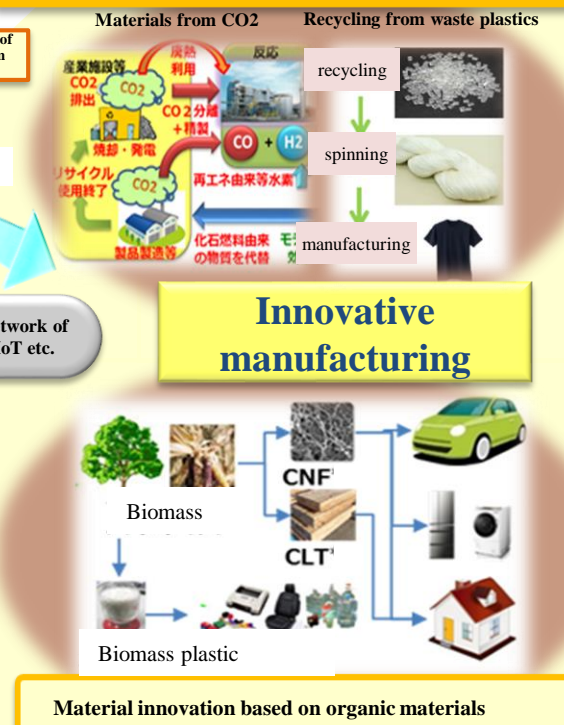 Materials from CO2
Recycling from waste plastics
of
産業施設等
CO2
排出
CO2
廃熱
利用
反応
CO2分離
＋精製
焼却・発電
CO + H2
リサイクル
使用終了
CO2
再エネ由来等水素
製品製造等
化石燃料由来
の物質を代替
recycling
spinning
manufacturing
twork of
IoT etc.
Innovative
manufacturing
CNF
CLT
Biomass
Biomass plastic
Material innovation based on organic materials